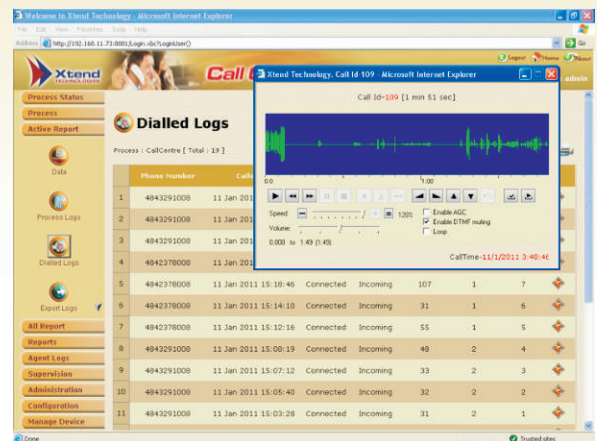 Welcome to Xtend Technology - Microsoft Internet Explorer
File Edit View Favorites Tools Help
Address http://192.168.11.73:8081/Login.xbc?LoginUser() Go
Logout Home About
Xtend
TECHNOLOGIES
Call
admin
Xtend Technology. Call Id-109 - Microsoft Internet Explorer
Call Id-109 [1 min 51 sec]
0.0 1:00
Speed: 120%
Volume:
Enable AGC
Enable DTMF muting
Loop
0.000 to 1:49 (1:49)
CallTime-11/1/2011 3:48:46
Process Status
Process
Active Report
Data
Process Logs
Dialled Logs
Export Logs
All Report
Reports
Agent Logs
Supervision
Administration
Configuration
Manage Device
Dialled Logs
Process : CallCentre [ Total : 19 ]
Phone Number
1 4843291008 11 Jan 201
2 4843291008 11 Jan 201
3 4843291008 11 Jan 201
4 4842378008 11 Jan 201
5 4842378008 11 Jan 2011 15:18:46 Connected Incoming 107 1 7
6 4842378008 11 Jan 2011 15:14:10 Connected Incoming 31 1 6
7 4842378008 11 Jan 2011 15:12:16 Connected Incoming 55 1 5
8 4843291008 11 Jan 2011 15:08:19 Connected Incoming 48 2 4
9 4843291008 11 Jan 2011 15:07:12 Connected Incoming 33 2 3
10 4843291008 11 Jan 2011 15:05:40 Connected Incoming 32 2 2
11 4843291008 11 Jan 2011 15:03:28 Connected Incoming 31 2 1
Done Trusted sites